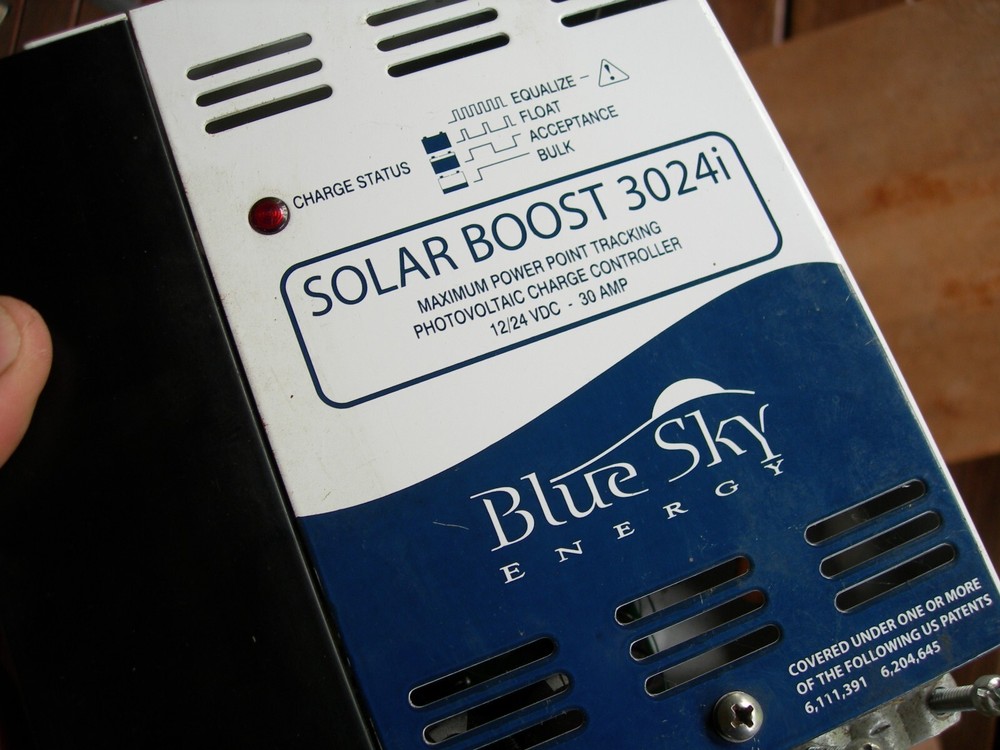 EQUALIZE -
FLOAT
ACCEPTANCE
BULK
CHARGE STATUS
SOLAR BOOST 3024i
MAXIMUM POWER POINT TRACKING
PHOTOVOLTAIC CHARGE CONTROLLER
12/24 VDC - 30 AMP
Blue Sky
ENERGY
COVERED UNDER ONE OR MORE
OF THE FOLLOWING US PATENTS
6,111,391 6,204,645